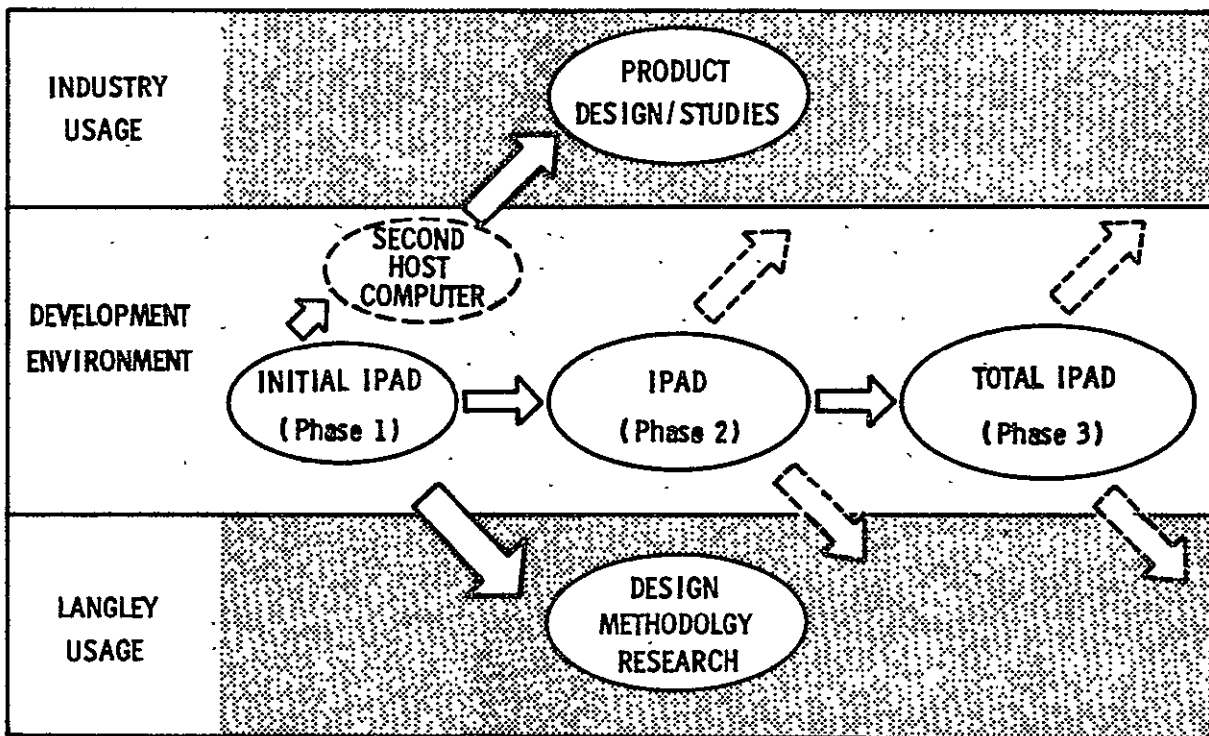 INDUSTRY
USAGE
PRODUCT
DESIGN/STUDIES
DEVELOPMENT
ENVIRONMENT
SECOND
HOST
COMPUTER
INITIAL IPAD
(Phase 1)
IPAD
(Phase 2)
TOTAL IPAD
(Phase 3)
LANGLEY
USAGE
DESIGN
METHODOLGY
RESEARCH